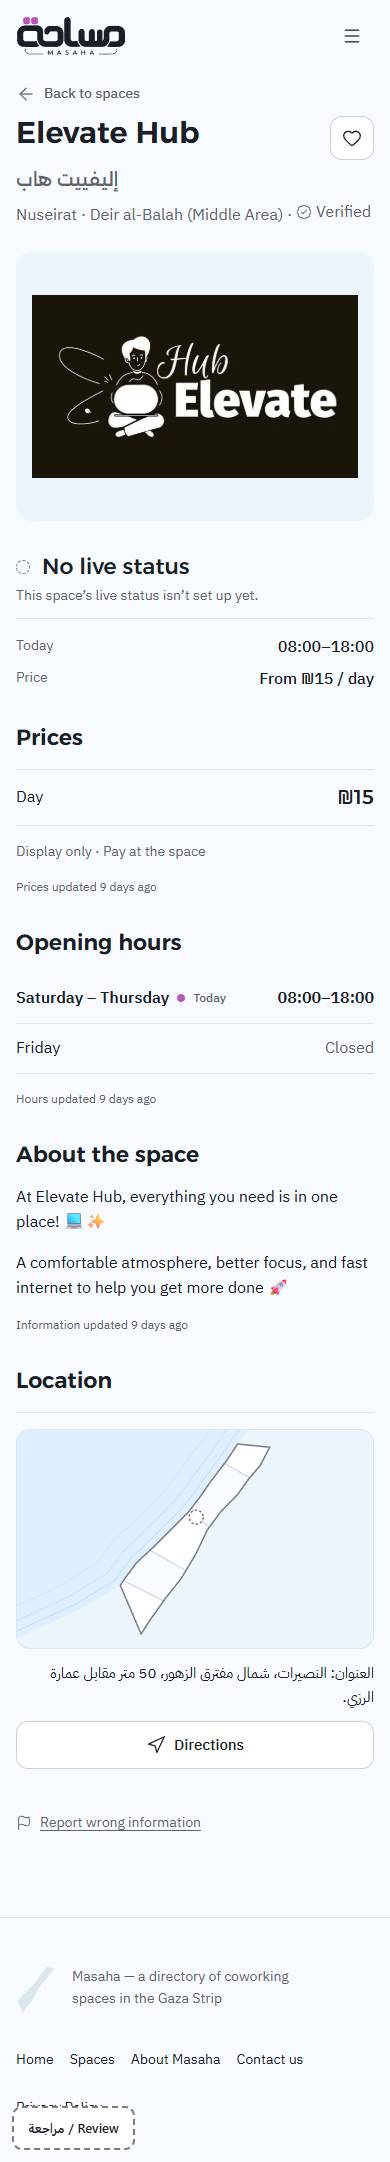 مساحة
MASAHA
Back to spaces
Elevate Hub
إليفييت هاب
Nuseirat · Deir al-Balah (Middle Area) · Verified
Hub
Elevate
No live status
This space’s live status isn’t set up yet.
Today 08:00–18:00
Price From ₪15 / day
Prices
Day ₪15
Display only · Pay at the space
Prices updated 9 days ago
Opening hours
Saturday – Thursday Today 08:00–18:00
Friday Closed
Hours updated 9 days ago
About the space
At Elevate Hub, everything you need is in one
place! 💻 ✨
A comfortable atmosphere, better focus, and fast
internet to help you get more done 🚀
Information updated 9 days ago
Location
العنوان: النصيرات، شمال مفترق الزهور، 50 متر مقابل عمارة
الرزي.
Directions
Report wrong information
Masaha — a directory of coworking
spaces in the Gaza Strip
Home Spaces About Masaha Contact us
Privacy Policy
مراجعة / Review